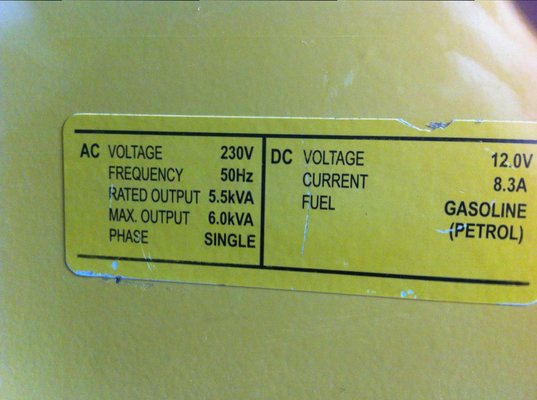 AC VOLTAGE 230V
FREQUENCY 50Hz
RATED OUTPUT 5.5kVA
MAX. OUTPUT 6.0kVA
PHASE SINGLE
DC VOLTAGE 12.0V
CURRENT 8.3A
FUEL GASOLINE
(PETROL)